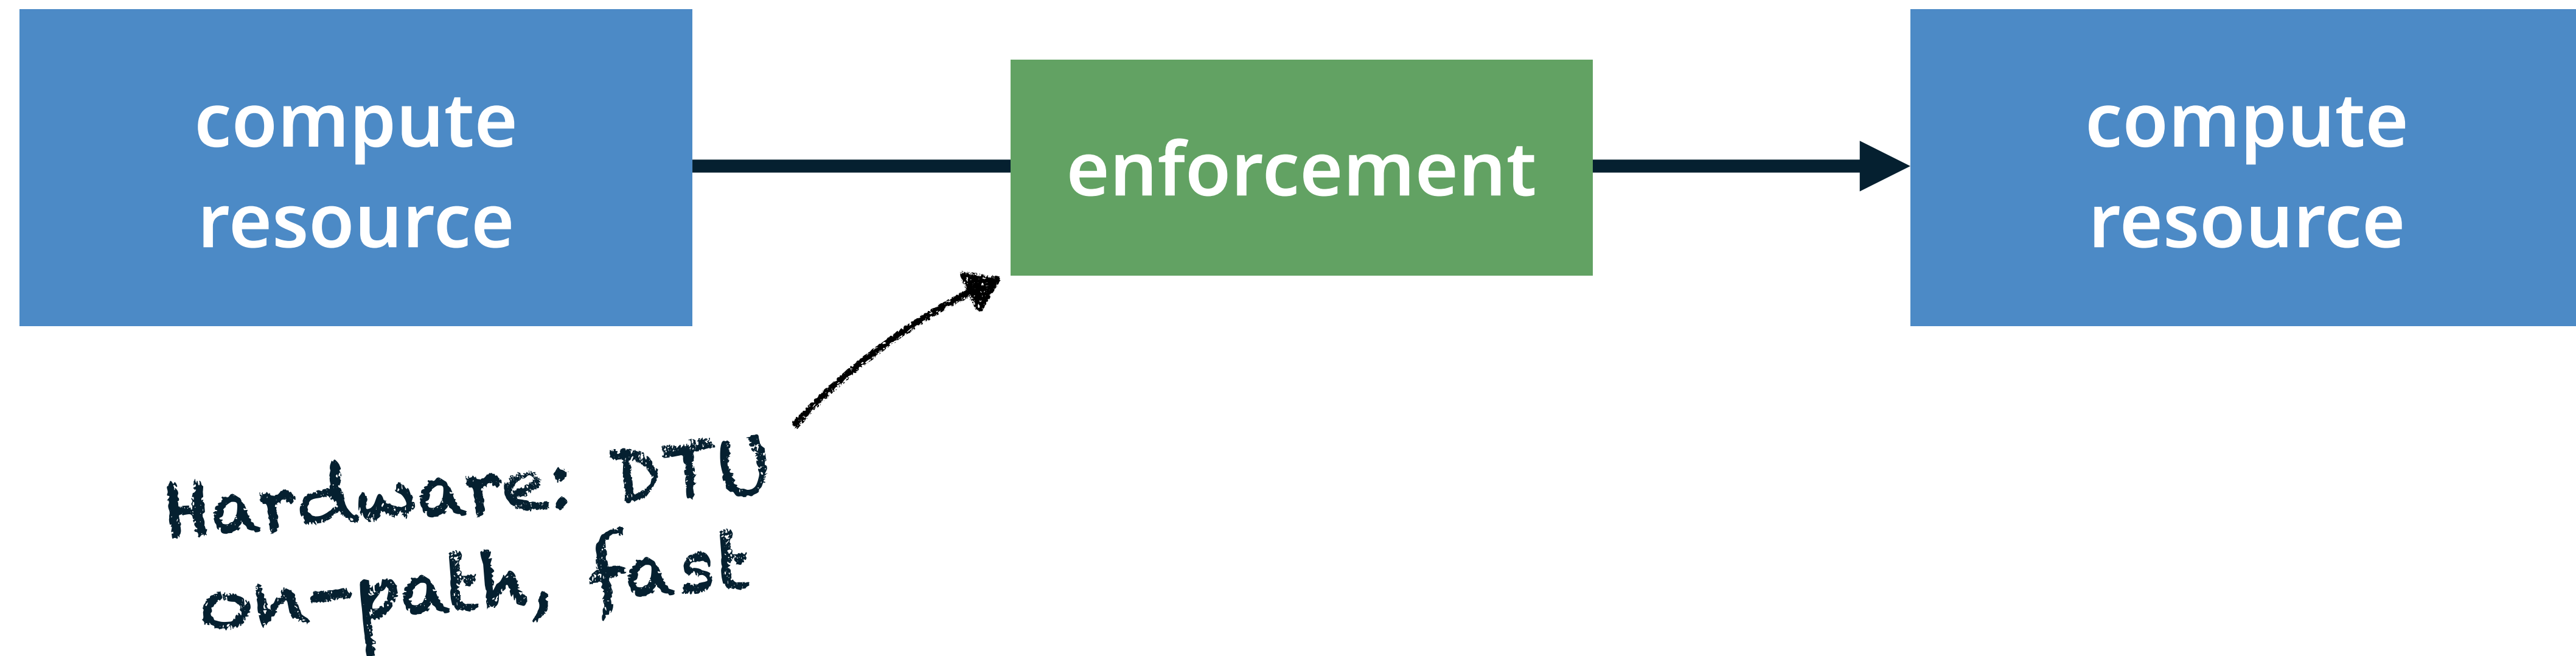 compute
resource
enforcement
compute
resource
Hardware: DTU
on-path, fast